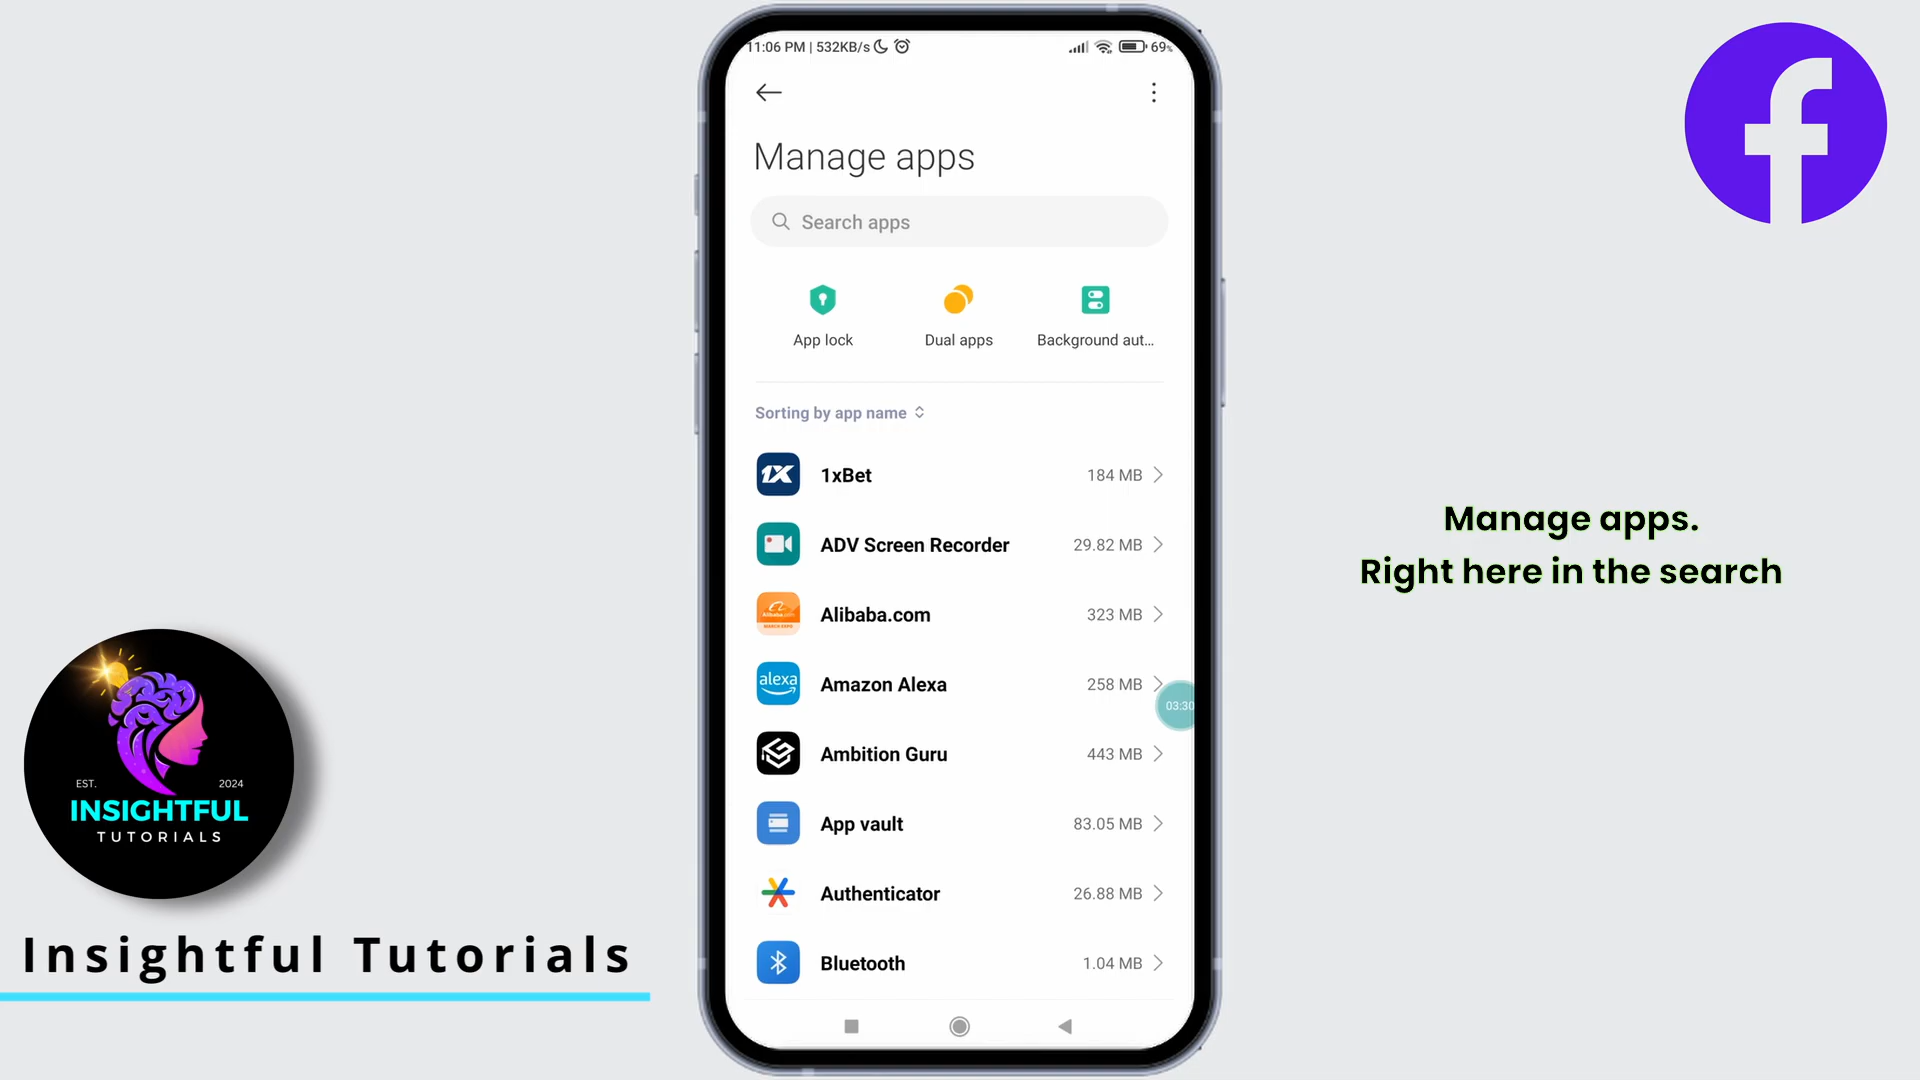 11:06 PM | 532KB/s
69%
Manage apps
Search apps
App lock
Dual apps
Background aut...
Sorting by app name
1X
1xBet
184 MB
ADV Screen Recorder
29.82 MB
Alibaba.com
323 MB
alexa
Amazon Alexa
258 MB
03:30
Ambition Guru
443 MB
App vault
83.05 MB
Authenticator
26.88 MB
Bluetooth
1.04 MB
Manage apps.
Right here in the search
EST.
2024
INSIGHTFUL
TUTORIALS
Insightful Tutorials